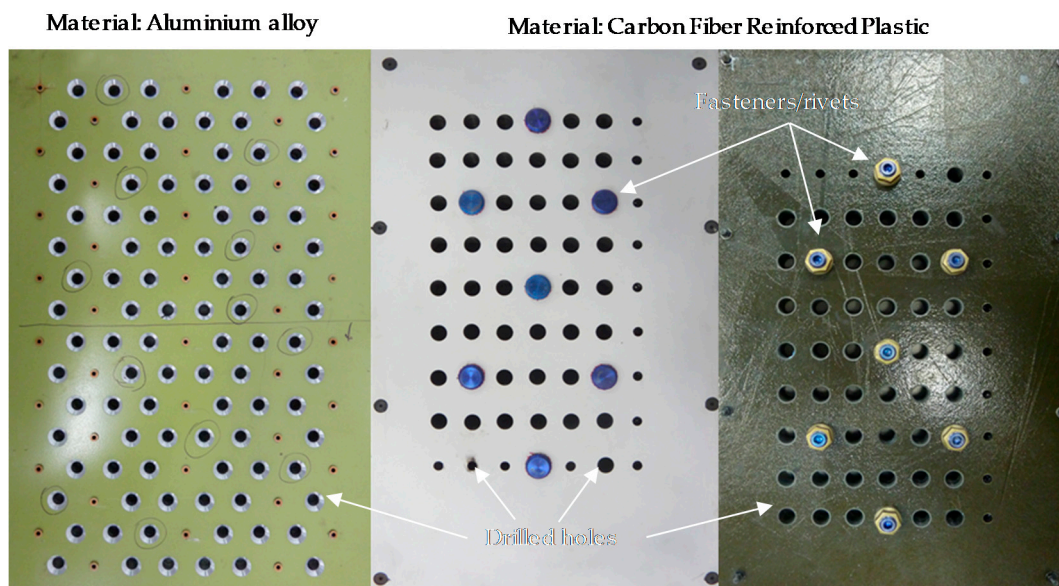 Material: Aluminium alloy
Material: Carbon Fiber Reinforced Plastic
Fasteners/rivets
Drilled holes